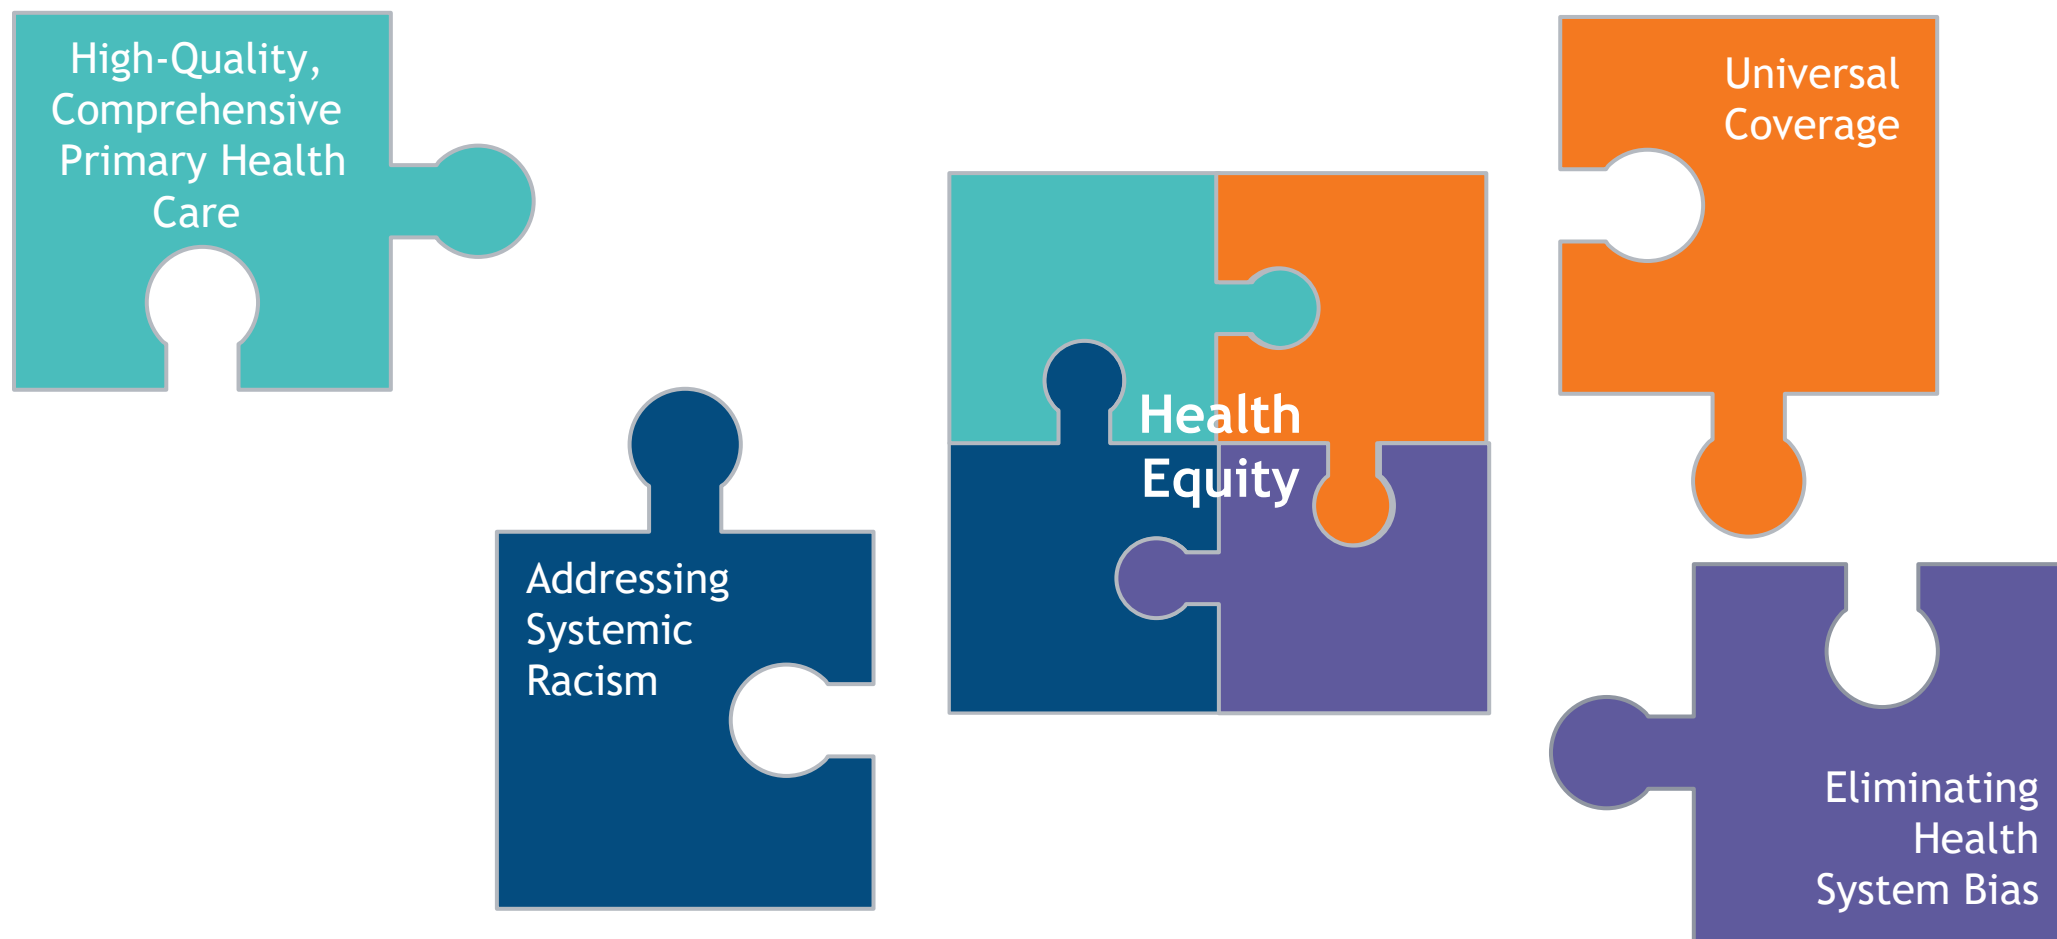 High-Quality,
Comprehensive
Primary Health
Care
Universal
Coverage
Health
Equity
Addressing
Systemic
Racism
Eliminating
Health
System Bias